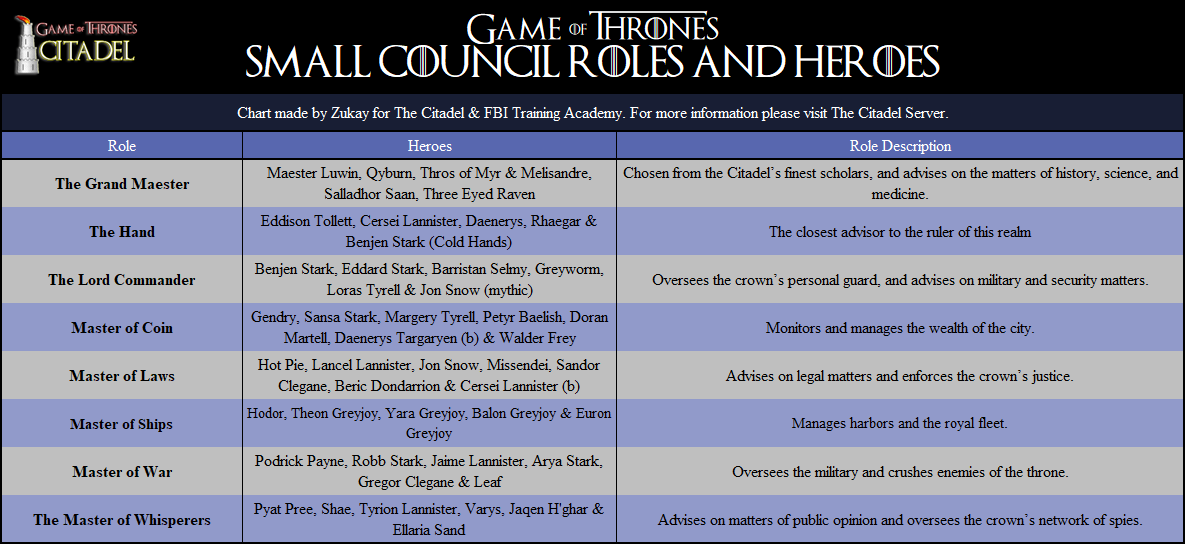 GAME OF THRONES
CITADEL
GAME OF THRONES
SMALL COUNCIL ROLES AND HEROES
Chart made by Zukay for The Citadel & FBI Training Academy. For more information please visit The Citadel Server.
Role
Heroes
Role Description
The Grand Maester
Maester Luwin, Qyburn, Thros of Myr & Melisandre,
Salladhor Saan, Three Eyed Raven
Chosen from the Citadel’s finest scholars, and advises on the matters of history, science, and
medicine.
The Hand
Eddison Tollett, Cersei Lannister, Daenerys, Rhaegar &
Benjen Stark (Cold Hands)
The closest advisor to the ruler of this realm
The Lord Commander
Benjen Stark, Eddard Stark, Barristan Selmy, Greyworm,
Loras Tyrell & Jon Snow (mythic)
Oversees the crown’s personal guard, and advises on military and security matters.
Master of Coin
Gendry, Sansa Stark, Margery Tyrell, Petyr Baelish, Doran
Martell, Daenerys Targaryen (b) & Walder Frey
Monitors and manages the wealth of the city.
Master of Laws
Hot Pie, Lancel Lannister, Jon Snow, Missendei, Sandor
Clegane, Beric Dondarrion & Cersei Lannister (b)
Advises on legal matters and enforces the crown’s justice.
Master of Ships
Hodor, Theon Greyjoy, Yara Greyjoy, Balon Greyjoy & Euron
Greyjoy
Manages harbors and the royal fleet.
Master of War
Podrick Payne, Robb Stark, Jaime Lannister, Arya Stark,
Gregor Clegane & Leaf
Oversees the military and crushes enemies of the throne.
The Master of Whisperers
Pyat Pree, Shae, Tyrion Lannister, Varys, Jaqen H'ghar &
Ellaria Sand
Advises on matters of public opinion and oversees the crown’s network of spies.